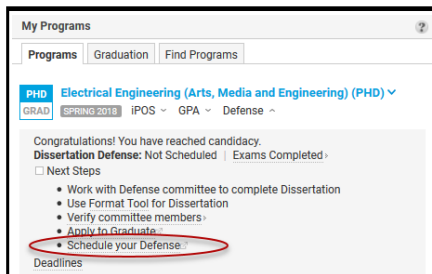 My Programs ?
Programs Graduation Find Programs
PHD Electrical Engineering (Arts, Media and Engineering) (PHD)
GRAD SPRING 2018 iPOS GPA Defense
Congratulations! You have reached candidacy.
Dissertation Defense: Not Scheduled | Exams Completed
Next Steps
• Work with Defense committee to complete Dissertation
• Use Format Tool for Dissertation
• Verify committee members
• Apply to Graduate
• Schedule your Defense
Deadlines